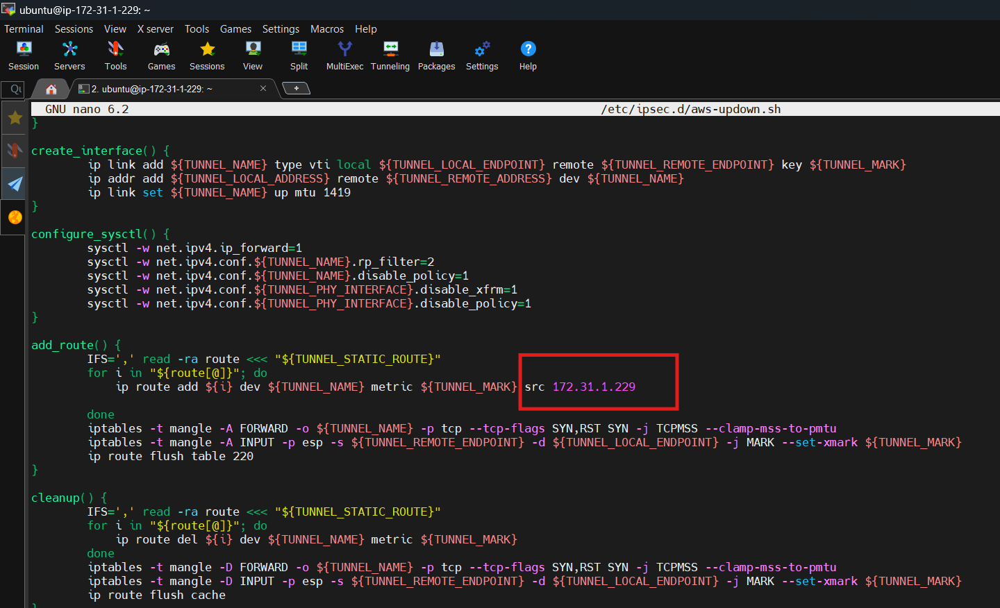 ubuntu@ip-172-31-1-229: ~
Terminal Sessions View X server Tools Games Settings Macros Help
Session Servers Tools Games Sessions View Split MultiExec Tunneling Packages Settings Help
2. ubuntu@ip-172-31-1-229: ~
GNU nano 6.2 /etc/ipsec.d/aws-updown.sh
}
create_interface() {
ip link add ${TUNNEL_NAME} type vti local ${TUNNEL_LOCAL_ENDPOINT} remote ${TUNNEL_REMOTE_ENDPOINT} key ${TUNNEL_MARK}
ip addr add ${TUNNEL_LOCAL_ADDRESS} remote ${TUNNEL_REMOTE_ADDRESS} dev ${TUNNEL_NAME}
ip link set ${TUNNEL_NAME} up mtu 1419
}
configure_sysctl() {
sysctl -w net.ipv4.ip_forward=1
sysctl -w net.ipv4.conf.${TUNNEL_NAME}.rp_filter=2
sysctl -w net.ipv4.conf.${TUNNEL_NAME}.disable_policy=1
sysctl -w net.ipv4.conf.${TUNNEL_PHY_INTERFACE}.disable_xfrm=1
sysctl -w net.ipv4.conf.${TUNNEL_PHY_INTERFACE}.disable_policy=1
}
add_route() {
IFS=',' read -ra route <<< "${TUNNEL_STATIC_ROUTE}"
for i in "${route[@]}"; do
ip route add ${i} dev ${TUNNEL_NAME} metric ${TUNNEL_MARK} src 172.31.1.229
done
iptables -t mangle -A FORWARD -o ${TUNNEL_NAME} -p tcp --tcp-flags SYN,RST SYN -j TCPMSS --clamp-mss-to-pmtu
iptables -t mangle -A INPUT -p esp -s ${TUNNEL_REMOTE_ENDPOINT} -d ${TUNNEL_LOCAL_ENDPOINT} -j MARK --set-xmark ${TUNNEL_MARK}
ip route flush table 220
}
cleanup() {
IFS=',' read -ra route <<< "${TUNNEL_STATIC_ROUTE}"
for i in "${route[@]}"; do
ip route del ${i} dev ${TUNNEL_NAME} metric ${TUNNEL_MARK}
done
iptables -t mangle -D FORWARD -o ${TUNNEL_NAME} -p tcp --tcp-flags SYN,RST SYN -j TCPMSS --clamp-mss-to-pmtu
iptables -t mangle -D INPUT -p esp -s ${TUNNEL_REMOTE_ENDPOINT} -d ${TUNNEL_LOCAL_ENDPOINT} -j MARK --set-xmark ${TUNNEL_MARK}
ip route flush cache
}